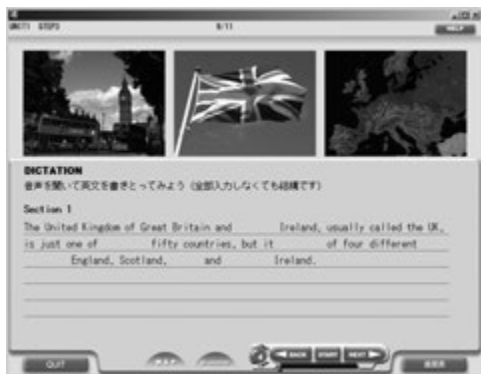 UNIT1 STEP5 9/11 HELP
DICTATION
音声を聞いて英文を書きとってみよう（全部入力しなくても結構です）
Section 1
The United Kingdom of Great Britain and Ireland, usually called the UK,
is just one of fifty countries, but it of four different
England, Scotland, and Ireland.
QUIT BACK START NEXT